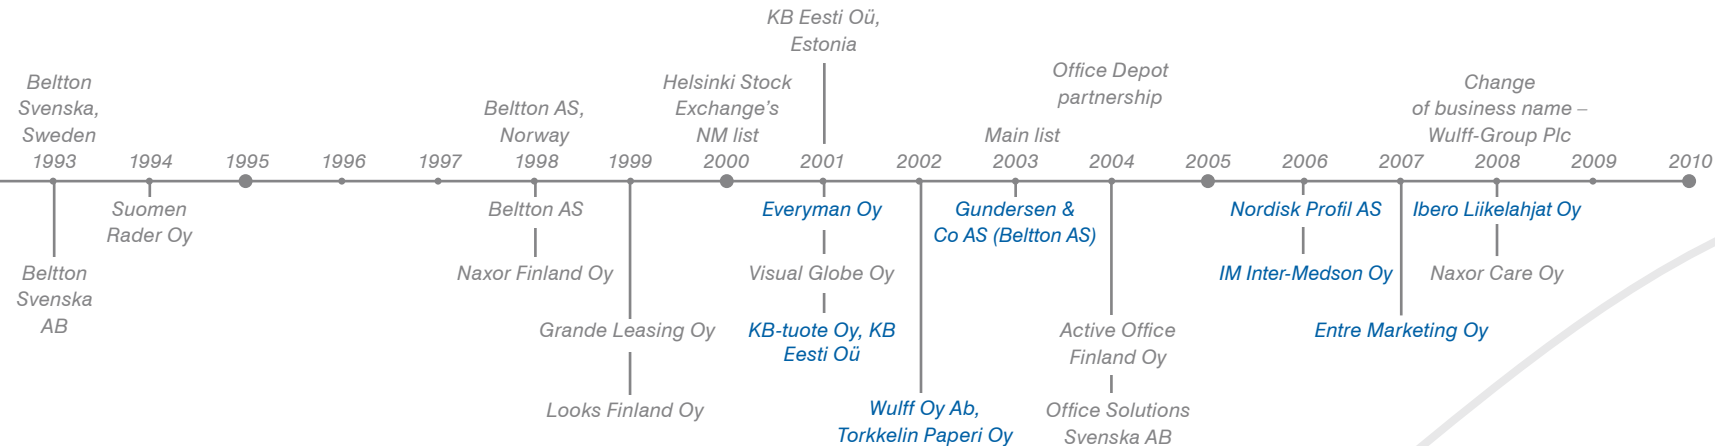 KB Eesti Oü,
Estonia
Beltton
Svenska,
Sweden
Beltton AS,
Norway
Helsinki Stock
Exchange's
NM list
Main list
Office Depot
partnership
Change
of business name –
Wulff-Group Plc
1993 1994 1995 1996 1997 1998 1999 2000 2001 2002 2003 2004 2005 2006 2007 2008 2009 2010
Beltton
Svenska
AB
Suomen
Rader Oy
Beltton AS
Naxor Finland Oy
Grande Leasing Oy
Looks Finland Oy
Everyman Oy
Visual Globe Oy
KB-tuote Oy, KB
Eesti Oü
Wulff Oy Ab,
Torkkelin Paperi Oy
Gundersen &
Co AS (Beltton AS)
Active Office
Finland Oy
Office Solutions
Svenska AB
Nordisk Profil AS
IM Inter-Medson Oy
Entre Marketing Oy
Ibero Liikelahjat Oy
Naxor Care Oy